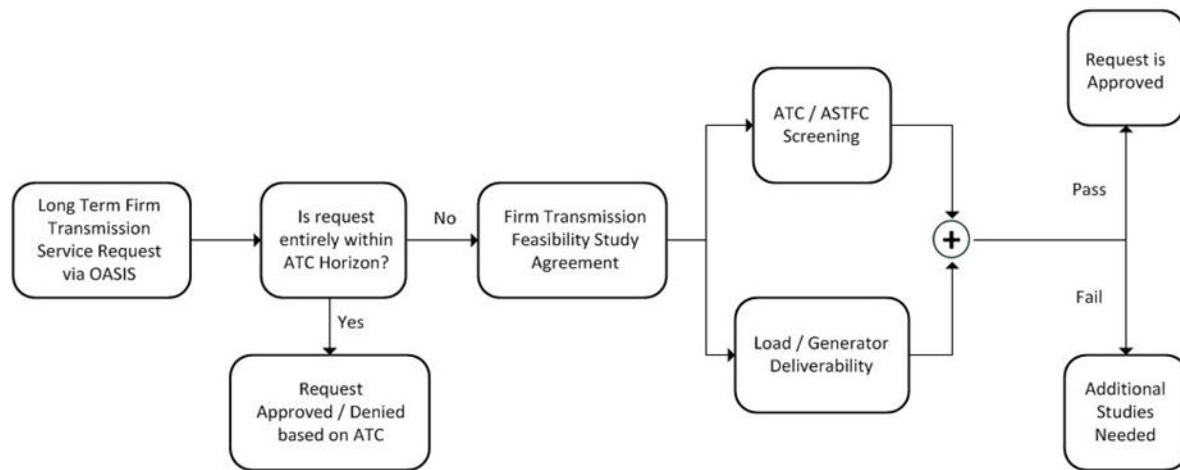 Long Term Firm
Transmission
Service Request
via OASIS
Is request
entirely within
ATC Horizon?
No
Yes
Request
Approved / Denied
based on ATC
Firm Transmission
Feasibility Study
Agreement
ATC / ASTFC
Screening
Load / Generator
Deliverability
+
Pass
Request is
Approved
Fail
Additional
Studies
Needed